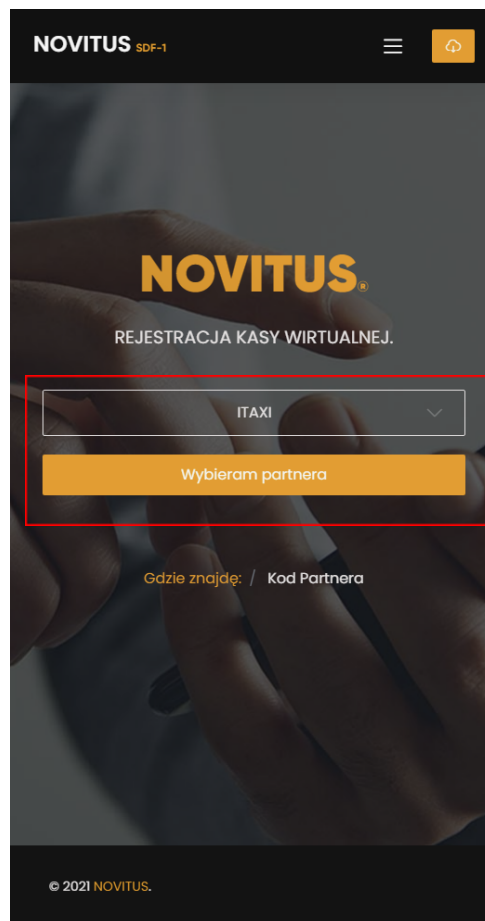 NOVITUS SDF-1
NOVITUS®
REJESTRACJA KASY WIRTUALNEJ.
ITAXI
Wybieram partnera
Gdzie znajdę: / Kod Partnera
© 2021 NOVITUS.